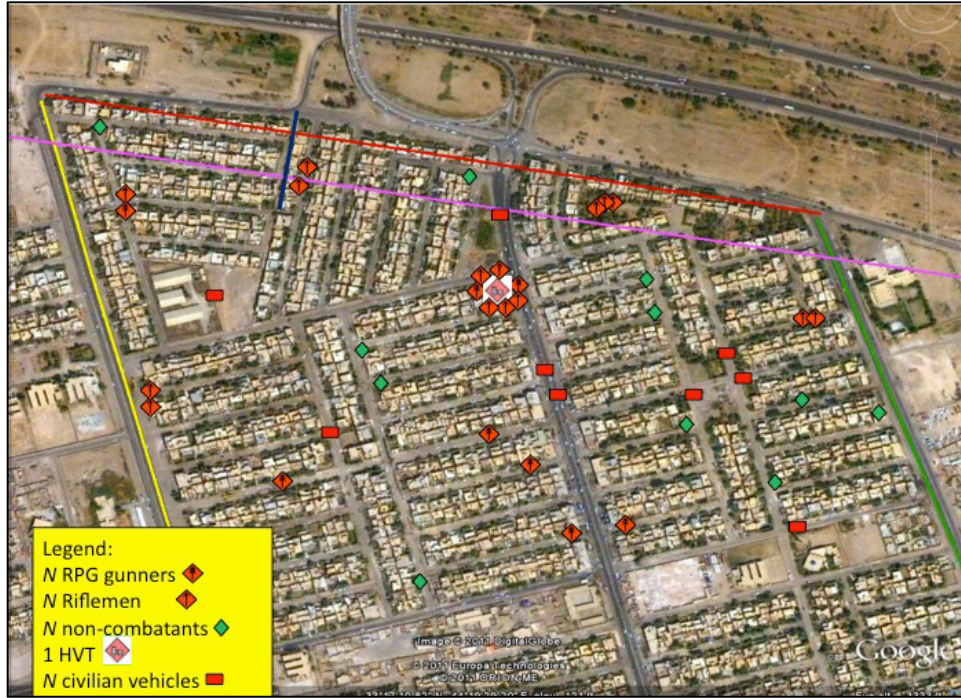 Legend:
N RPG gunners
N Riflemen
N non-combatants
1 HVT
N civilian vehicles
Image © 2011 DigitalGlobe
© 2011 Europa Technologies
© 2011 ORION-ME
Google